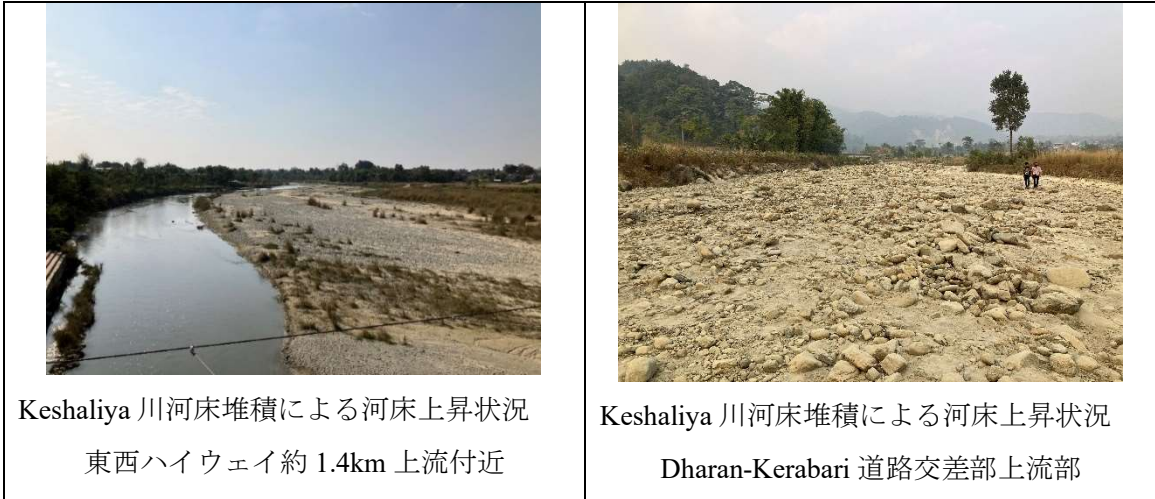 Keshaliya 川河床堆積による河床上昇状況
東西ハイウェイ約 1.4km 上流付近
Keshaliya 川河床堆積による河床上昇状況
Dharan-Kerabari 道路交差部上流部